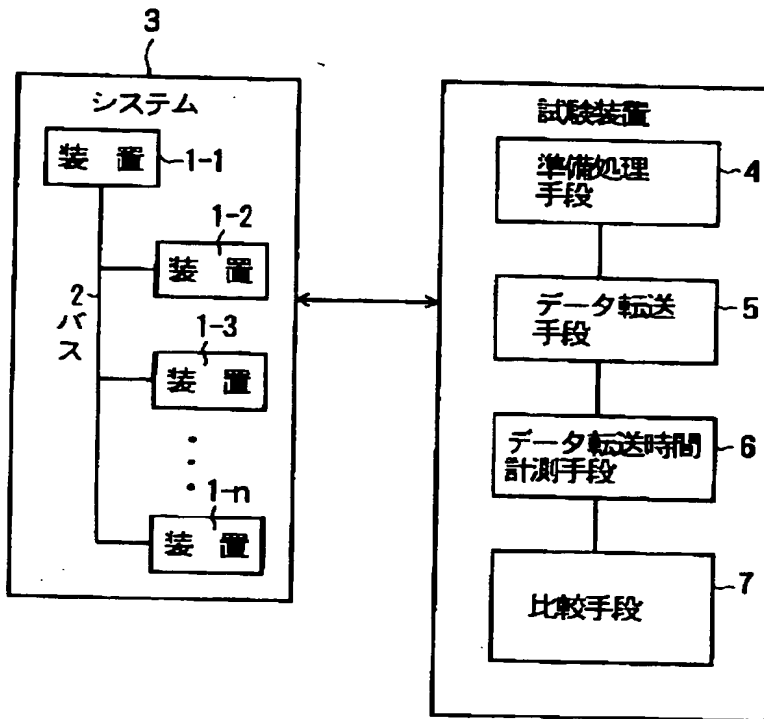 3
システム
装 置
1-1
1-2
装 置
2
バス
1-3
装 置
1-n
装 置
試験装置
準備処理
手段
4
データ転送
手段
5
データ転送時間
計測手段
6
比較手段
7